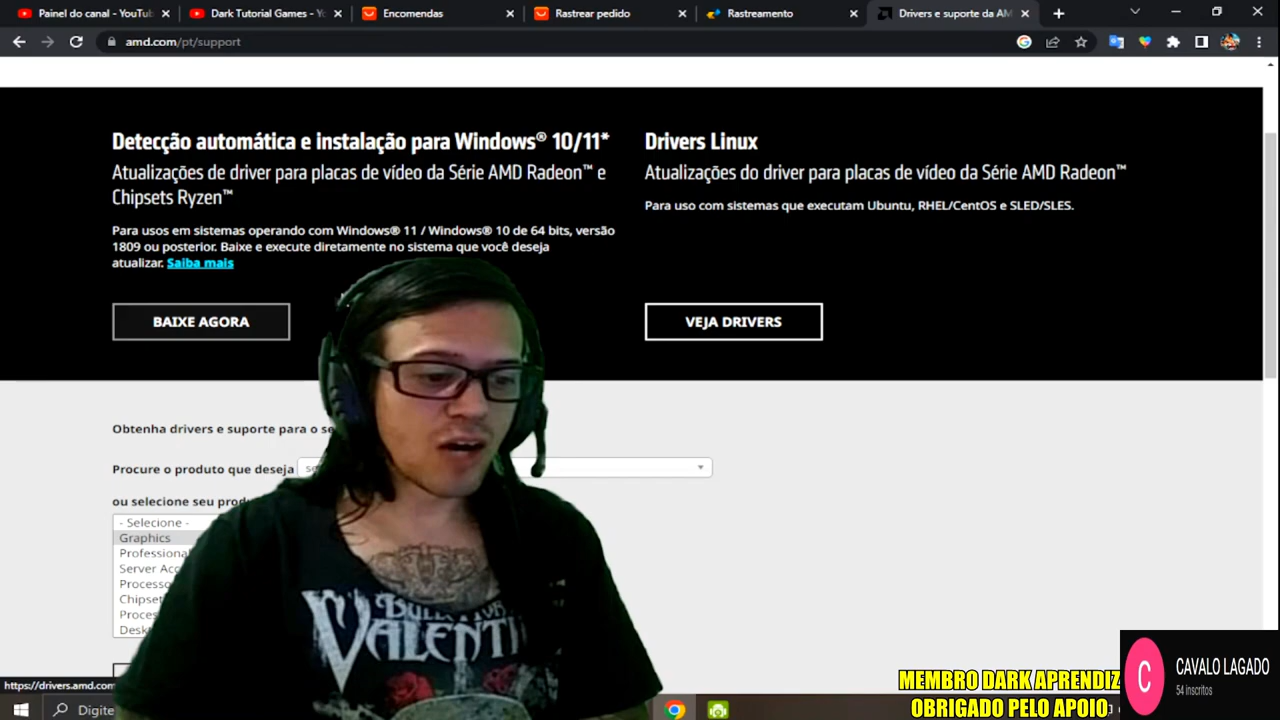 Painel do canal - YouTub
Dark Tutorial Games - Yo
Encomendas
Rastrear pedido
Rastreamento
Drivers e suporte da AM
amd.com/pt/support
Detecção automática e instalação para Windows® 10/11*
Atualizações de driver para placas de vídeo da Série AMD Radeon™ e
Chipsets Ryzen™
Para usos em sistemas operando com Windows® 11 / Windows® 10 de 64 bits, versão
1809 ou posterior. Baixe e execute diretamente no sistema que você deseja
atualizar. Saiba mais
BAIXE AGORA
Drivers Linux
Atualizações do driver para placas de vídeo da Série AMD Radeon™
Para uso com sistemas que executam Ubuntu, RHEL/CentOS e SLED/SLES.
VEJA DRIVERS
Obtenha drivers e suporte para o se
Procure o produto que deseja
ou selecione seu prod
- Selecione -
Graphics
Professional
Server Acc
Processo
Chipset
Proces
Deskt
https://drivers.amd.com
Digite
VALENTI
MEMBRO DARK APRENDIZ
OBRIGADO PELO APOIO
C
CAVALO LAGADO
54 inscritos